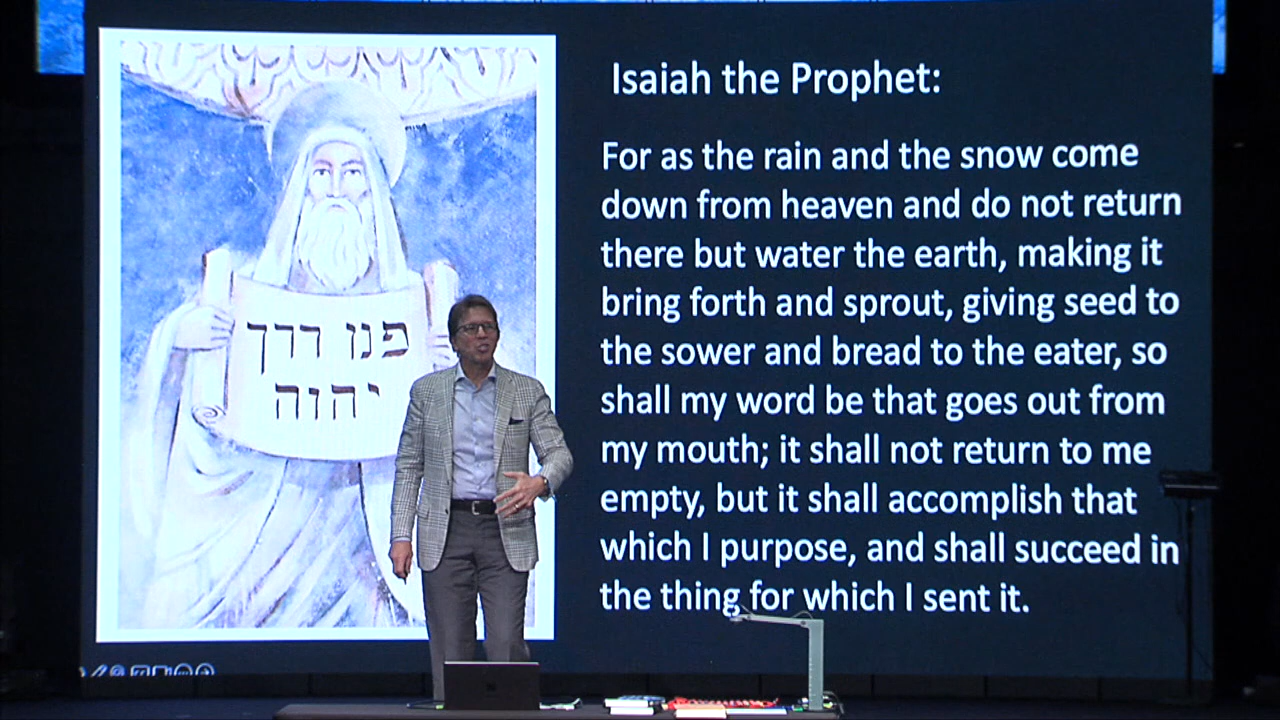 Isaiah the Prophet:
For as the rain and the snow come
down from heaven and do not return
there but water the earth, making it
bring forth and sprout, giving seed to
the sower and bread to the eater, so
shall my word be that goes out from
my mouth; it shall not return to me
empty, but it shall accomplish that
which I purpose, and shall succeed in
the thing for which I sent it.
פנו דרך
יהוה